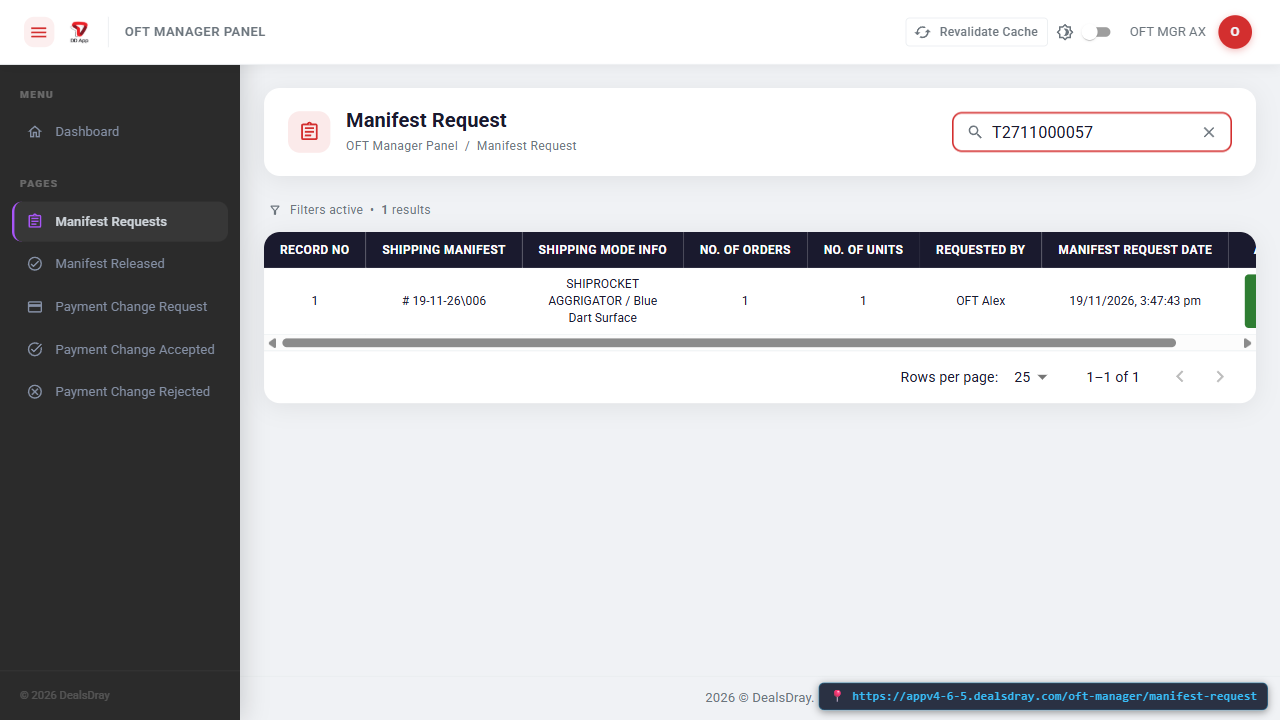 DD App
OFT MANAGER PANEL
Revalidate Cache
OFT MGR AX
O
MENU
Dashboard
PAGES
Manifest Requests
Manifest Released
Payment Change Request
Payment Change Accepted
Payment Change Rejected
© 2026 DealsDray
Manifest Request
OFT Manager Panel / Manifest Request
T2711000057
Filters active • 1 results
RECORD NO SHIPPING MANIFEST SHIPPING MODE INFO NO. OF ORDERS NO. OF UNITS REQUESTED BY MANIFEST REQUEST DATE
1 # 19-11-26\006 SHIPROCKET AGGRIGATOR / Blue Dart Surface 1 1 OFT Alex 19/11/2026, 3:47:43 pm
Rows per page: 25 1–1 of 1
2026 © DealsDray.
https://appv4-6-5.dealsdray.com/oft-manager/manifest-request